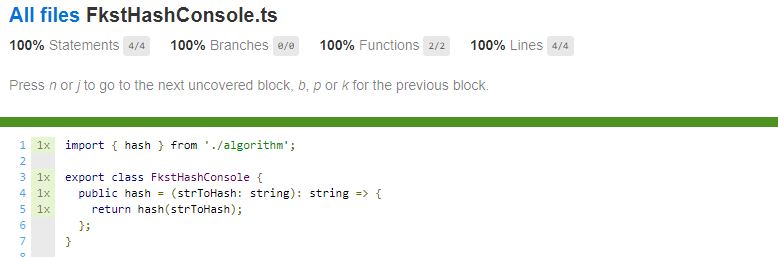 All files FkstHashConsole.ts
100% Statements 4/4 100% Branches 0/0 100% Functions 2/2 100% Lines 4/4
Press n or j to go to the next uncovered block, b, p or k for the previous block.
1 1x import { hash } from './algorithm';
2
3 1x export class FkstHashConsole {
4 1x public hash = (strToHash: string): string => {
5 1x return hash(strToHash);
6 };
7 }
8